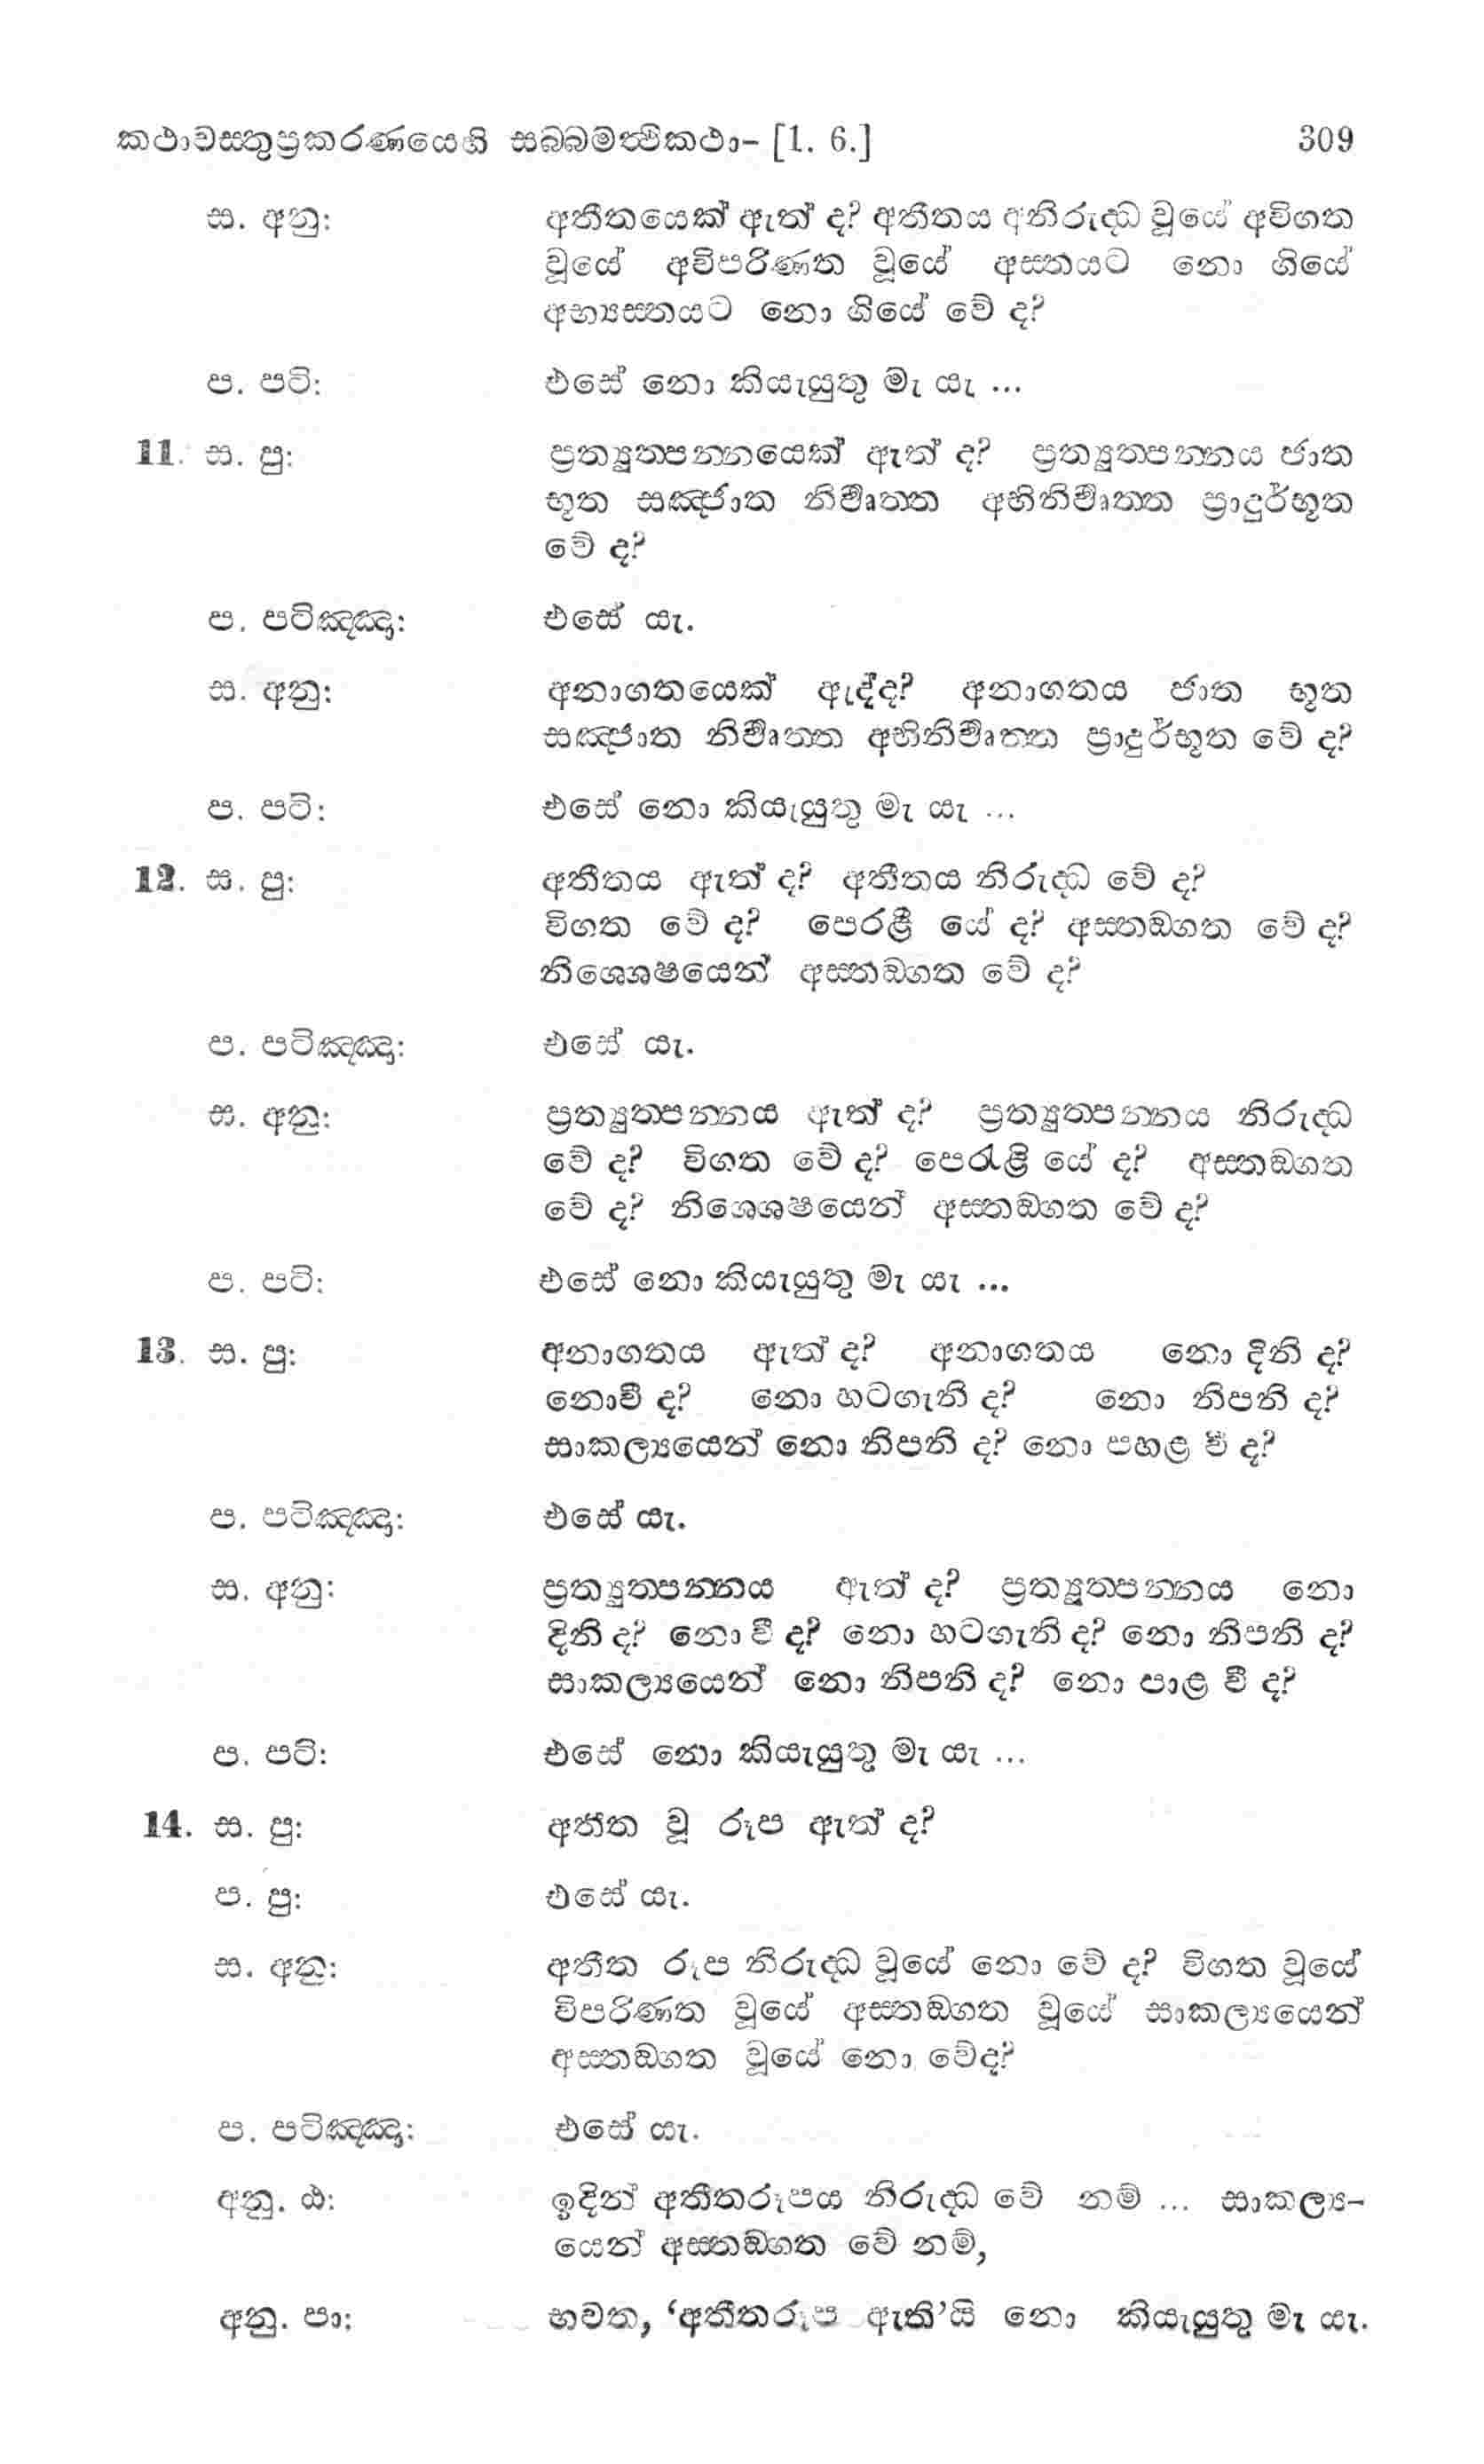 කථාවස්තුප්‍රකරණයෙහි සබ්බමත්ථිකථා- [1. 6.] 309
ස. අනු: අතීතයෙක් ඇත් ද? අතීතය අනිරුද්ධ වූයේ අවිගත
වූයේ අවිපරිණත වූයේ අස්තයට නො ගියේ
අභ්‍යස්තයට නො ගියේ වේ ද?
ප. පටි: එසේ නො කියැයුතු මැ යැ ...
11. ස. පු: ප්‍රත්‍යුත්පන්නයෙක් ඇත් ද? ප්‍රත්‍යුත්පන්නය ජාත
භූත සඤ්ජාත නිර්‍වෘත්ත අභිනිර්‍වෘත්ත ප්‍රාදුර්භූත
වේ ද?
ප. පටිඤ්ඤා: එසේ යැ.
ස. අනු: අනාගතයෙක් ඇද්ද? අනාගතය ජාත භූත
සඤ්ජාත නිර්‍වෘත්ත අභිනිර්‍වෘත්ත ප්‍රාදුර්භූත වේ ද?
ප. පටි: එසේ නො කියැයුතු මැ යැ ...
12. ස. පු: අතීතය ඇත් ද? අතීතය නිරුද්ධ වේ ද?
විගත වේ ද? පෙරළී යේ ද? අස්තඞ්ගත වේ ද?
නිශ්ශේෂයෙන් අස්තඞ්ගත වේ ද?
ප. පටිඤ්ඤා: එසේ යැ.
ස. අනු: ප්‍රත්‍යුත්පන්නය ඇත් ද? ප්‍රත්‍යුත්පන්නය නිරුද්ධ
වේ ද? විගත වේ ද? පෙරැළි යේ ද? අස්තඞ්ගත
වේ ද? නිශ්ශේෂයෙන් අස්තඞ්ගත වේ ද?
ප. පටි: එසේ නො කියැයුතු මැ යැ ...
13. ස. පු: අනාගතය ඇත් ද? අනාගතය නො දිනි ද?
නොවී ද? නො හටගැනි ද? නො නිපනි ද?
සාකල්‍යයෙන් නො නිපනි ද? නො පහළ වී ද?
ප. පටිඤ්ඤා: එසේ යැ.
ස. අනු: ප්‍රත්‍යුත්පන්නය ඇත් ද? ප්‍රත්‍යුත්පන්නය නො
දිනි ද? නො වී ද? නො හටගැනි ද? නො නිපනි ද?
සාකල්‍යයෙන් නො නිපනි ද? නො පාළ වී ද?
ප. පටි: එසේ නො කියැයුතු මැ යැ ...
14. ස. පු: අතීත වූ රූප ඇත් ද?
ප. පු: එසේ යැ.
ස. අනු: අතීත රූප නිරුද්ධ වූයේ නො වේ ද? විගත වූයේ
විපරිණත වූයේ අස්තඞ්ගත වූයේ සාකල්‍යයෙන්
අස්තඞ්ගත වූයේ නො වේද?
ප. පටිඤ්ඤා: එසේ යැ.
අනු. ඨ: ඉදින් අතීතරූපය නිරුද්ධ වේ නම් ... සාකල්‍ය-
යෙන් අස්තඞ්ගත වේ නම්,
අනු. පා: භවත, ‘අතීතරූප ඇති’යි නො කියැයුතු මැ යැ.